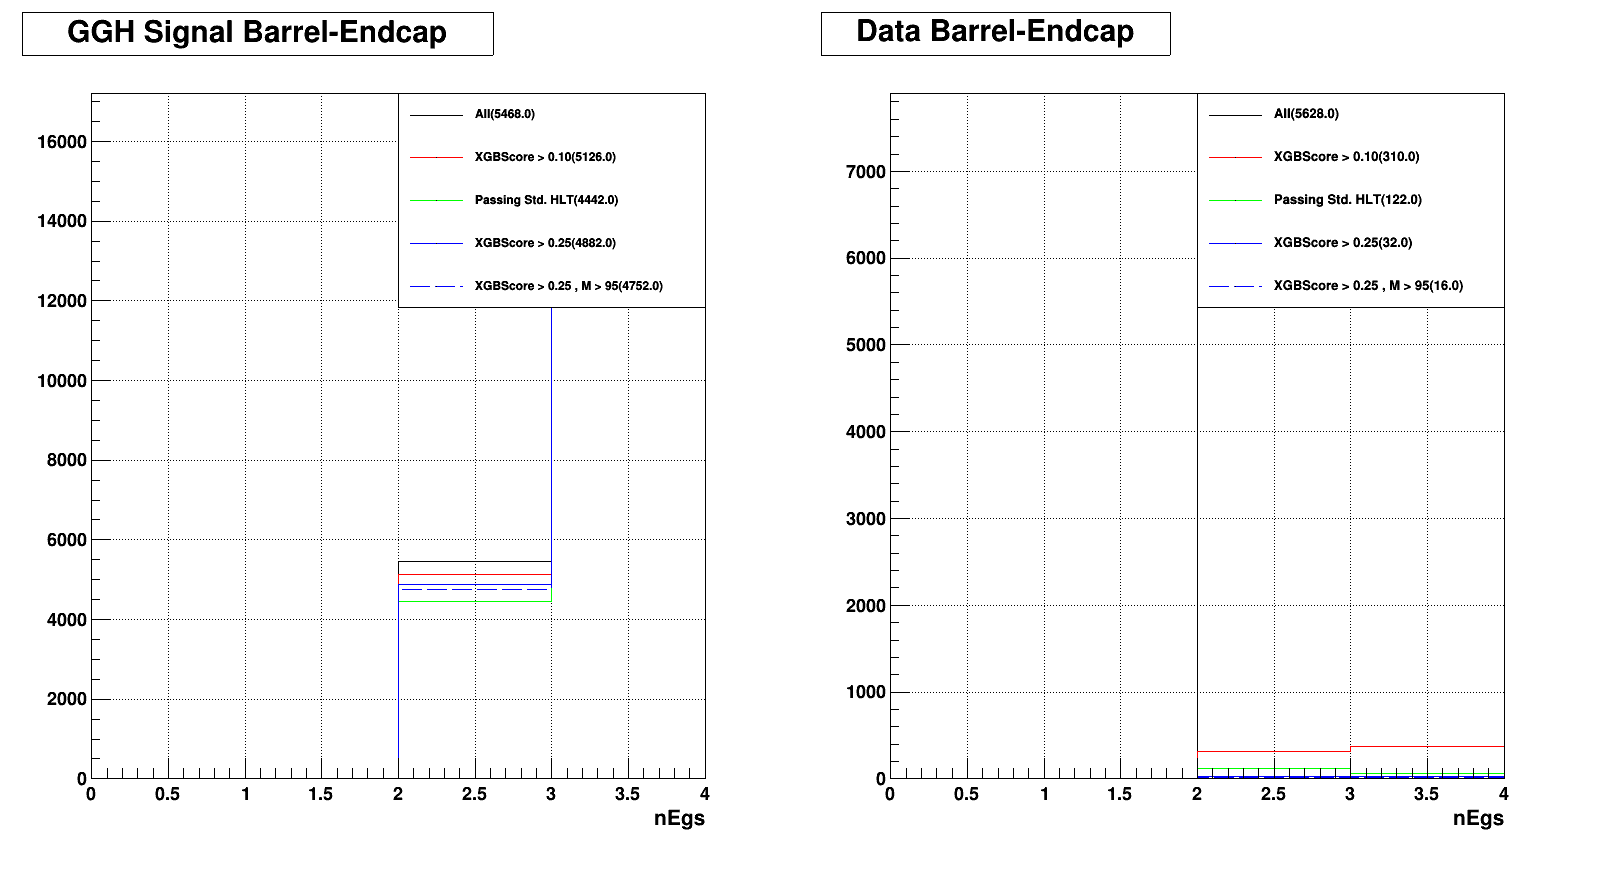 GGH Signal Barrel-Endcap
All(5468.0)
XGBScore > 0.10(5126.0)
Passing Std. HLT(4442.0)
XGBScore > 0.25(4882.0)
XGBScore > 0.25 , M > 95(4752.0)
16000
14000
12000
10000
8000
6000
4000
2000
0
0 0.5 1 1.5 2 2.5 3 3.5 4
nEgs
Data Barrel-Endcap
All(5628.0)
XGBScore > 0.10(310.0)
Passing Std. HLT(122.0)
XGBScore > 0.25(32.0)
XGBScore > 0.25 , M > 95(16.0)
7000
6000
5000
4000
3000
2000
1000
0
0 0.5 1 1.5 2 2.5 3 3.5 4
nEgs